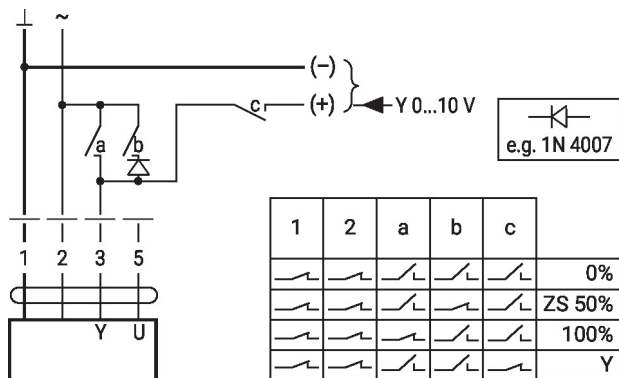 ⊥ ~
(–)
c (+) Y 0...10 V
a b
e.g. 1N 4007
1 2 3 5
Y U
1 2 a b c
0%
ZS 50%
100%
Y